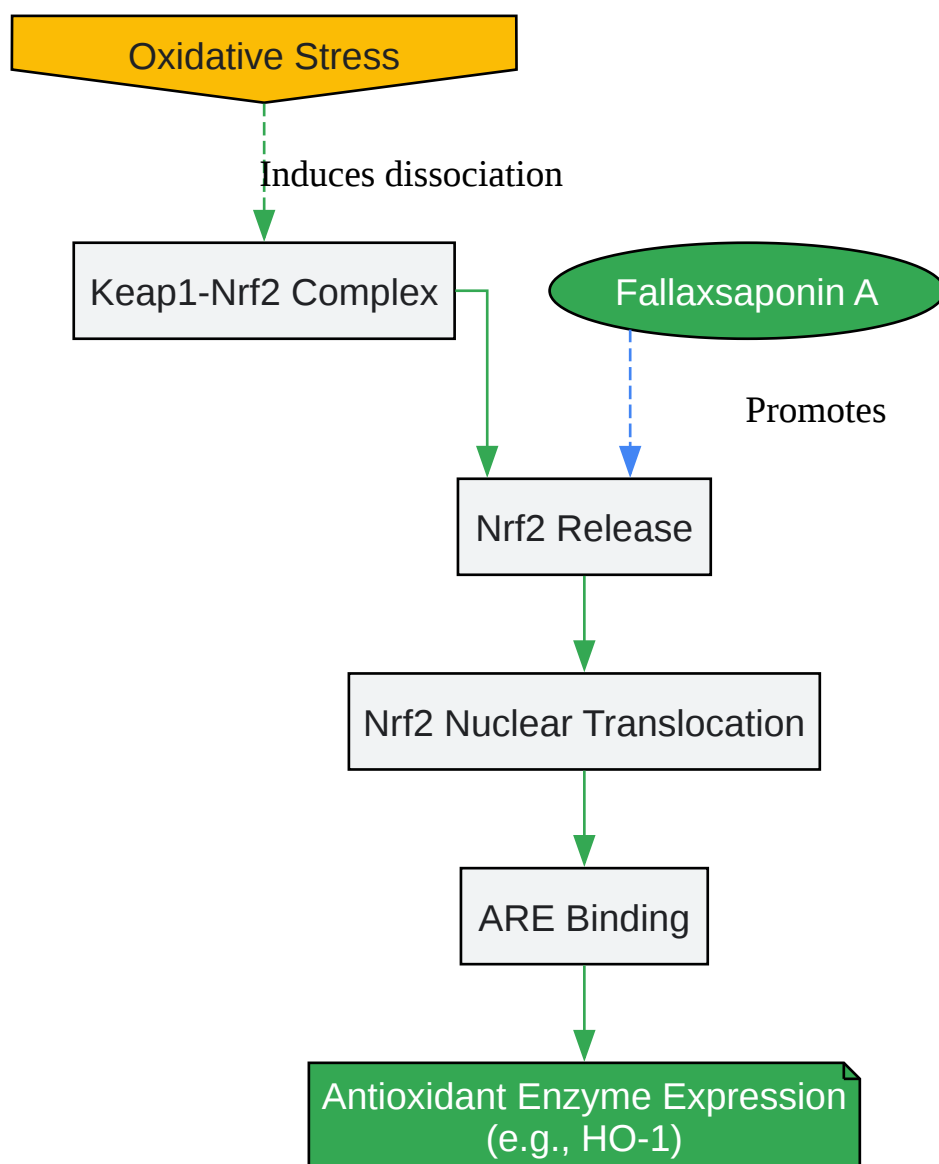 Oxidative Stress
Induces dissociation
Keap1-Nrf2 Complex
Fallaxsaponin A
Promotes
Nrf2 Release
Nrf2 Nuclear Translocation
ARE Binding
Antioxidant Enzyme Expression
(e.g., HO-1)